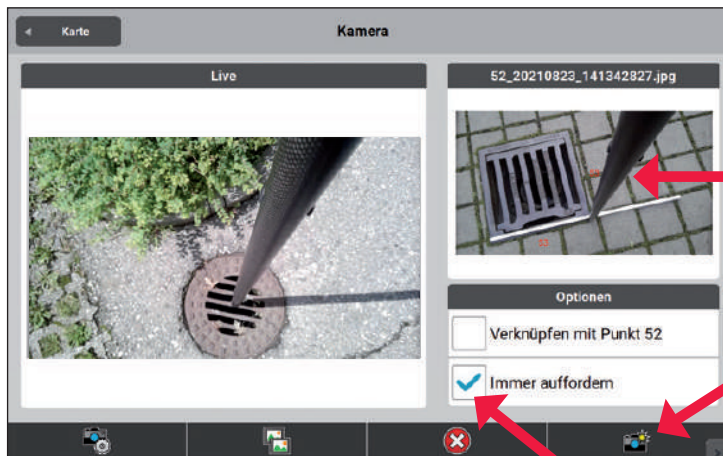 Karte
Kamera
Live
52_20210823_141342827.jpg
Optionen
Verknüpfen mit Punkt 52
Immer auffordern